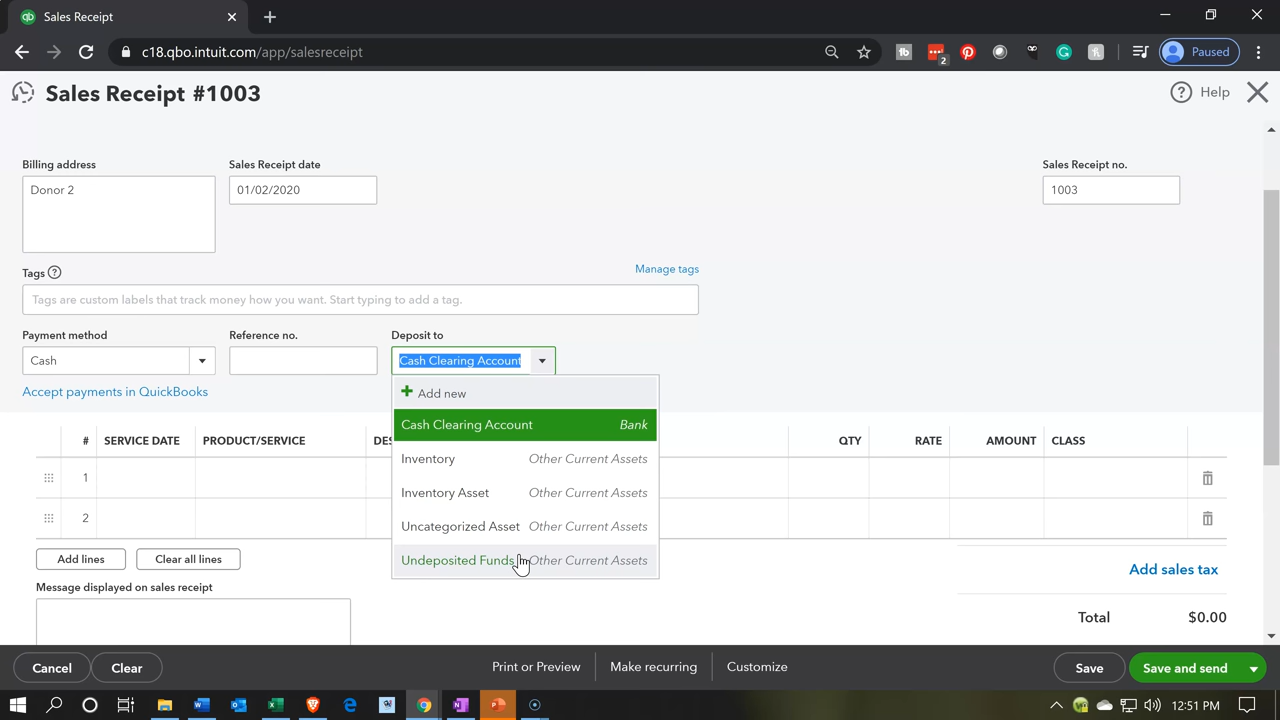 Sales Receipt
c18.qbo.intuit.com/app/salesreceipt
2
Paused
Sales Receipt #1003
Help
Billing address
Sales Receipt date
Sales Receipt no.
Donor 2
01/02/2020
1003
Tags
Manage tags
Tags are custom labels that track money how you want. Start typing to add a tag.
Payment method
Reference no.
Deposit to
Cash
Cash Clearing Account
Accept payments in QuickBooks
+ Add new
Cash Clearing Account Bank
# SERVICE DATE PRODUCT/SERVICE DES QTY RATE AMOUNT CLASS
Inventory Other Current Assets
1
Inventory Asset Other Current Assets
2
Uncategorized Asset Other Current Assets
Undeposited Funds Other Current Assets
Add lines
Clear all lines
Add sales tax
Message displayed on sales receipt
Total $0.00
Cancel
Clear
Print or Preview
Make recurring
Customize
Save
Save and send
12:51 PM